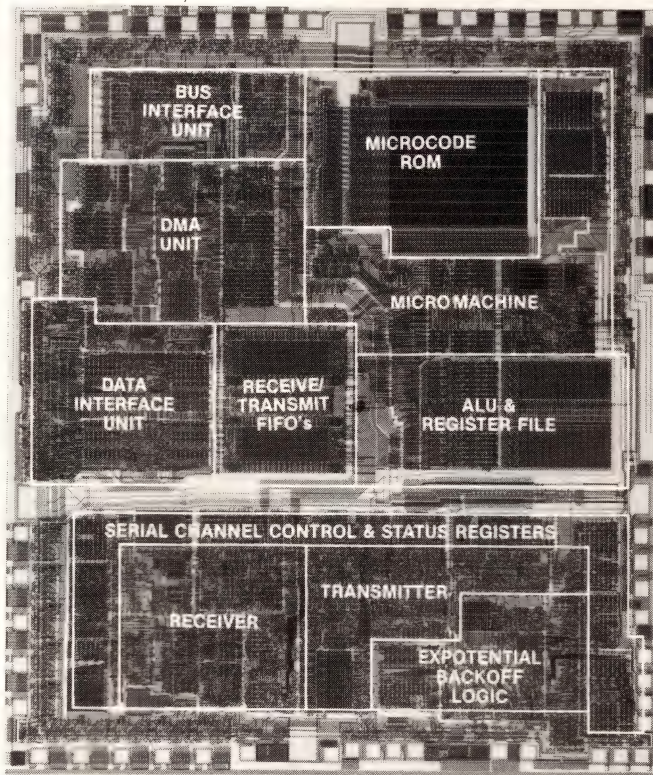 BUS
INTERFACE
UNIT
MICROCODE
ROM
DMA
UNIT
MICROMACHINE
DATA
INTERFACE
UNIT
RECEIVE/
TRANSMIT
FIFO's
ALU &
REGISTER FILE
SERIAL CHANNEL CONTROL & STATUS REGISTERS
TRANSMITTER
RECEIVER
EXPOTENTIAL
BACKOFF
LOGIC